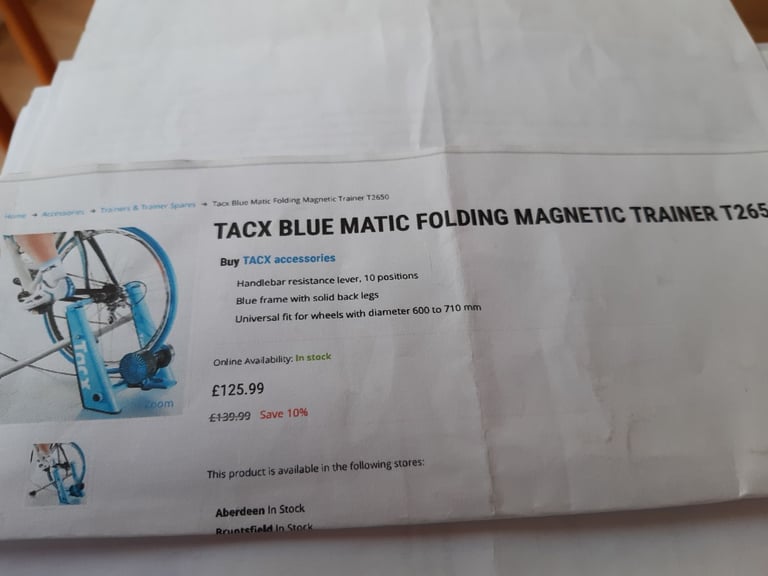 Home → Accessories → Trainers & Trainer Spares → Tacx Blue Matic Folding Magnetic Trainer T2650
TACX BLUE MATIC FOLDING MAGNETIC TRAINER T265
Buy TACX accessories
Handlebar resistance lever, 10 positions
Blue frame with solid back legs
Universal fit for wheels with diameter 600 to 710 mm
Tacx
Zoom
Online Availability: In stock
£125.99
£139.99 Save 10%
This product is available in the following stores:
Aberdeen In Stock
Bruntsfield In Stock